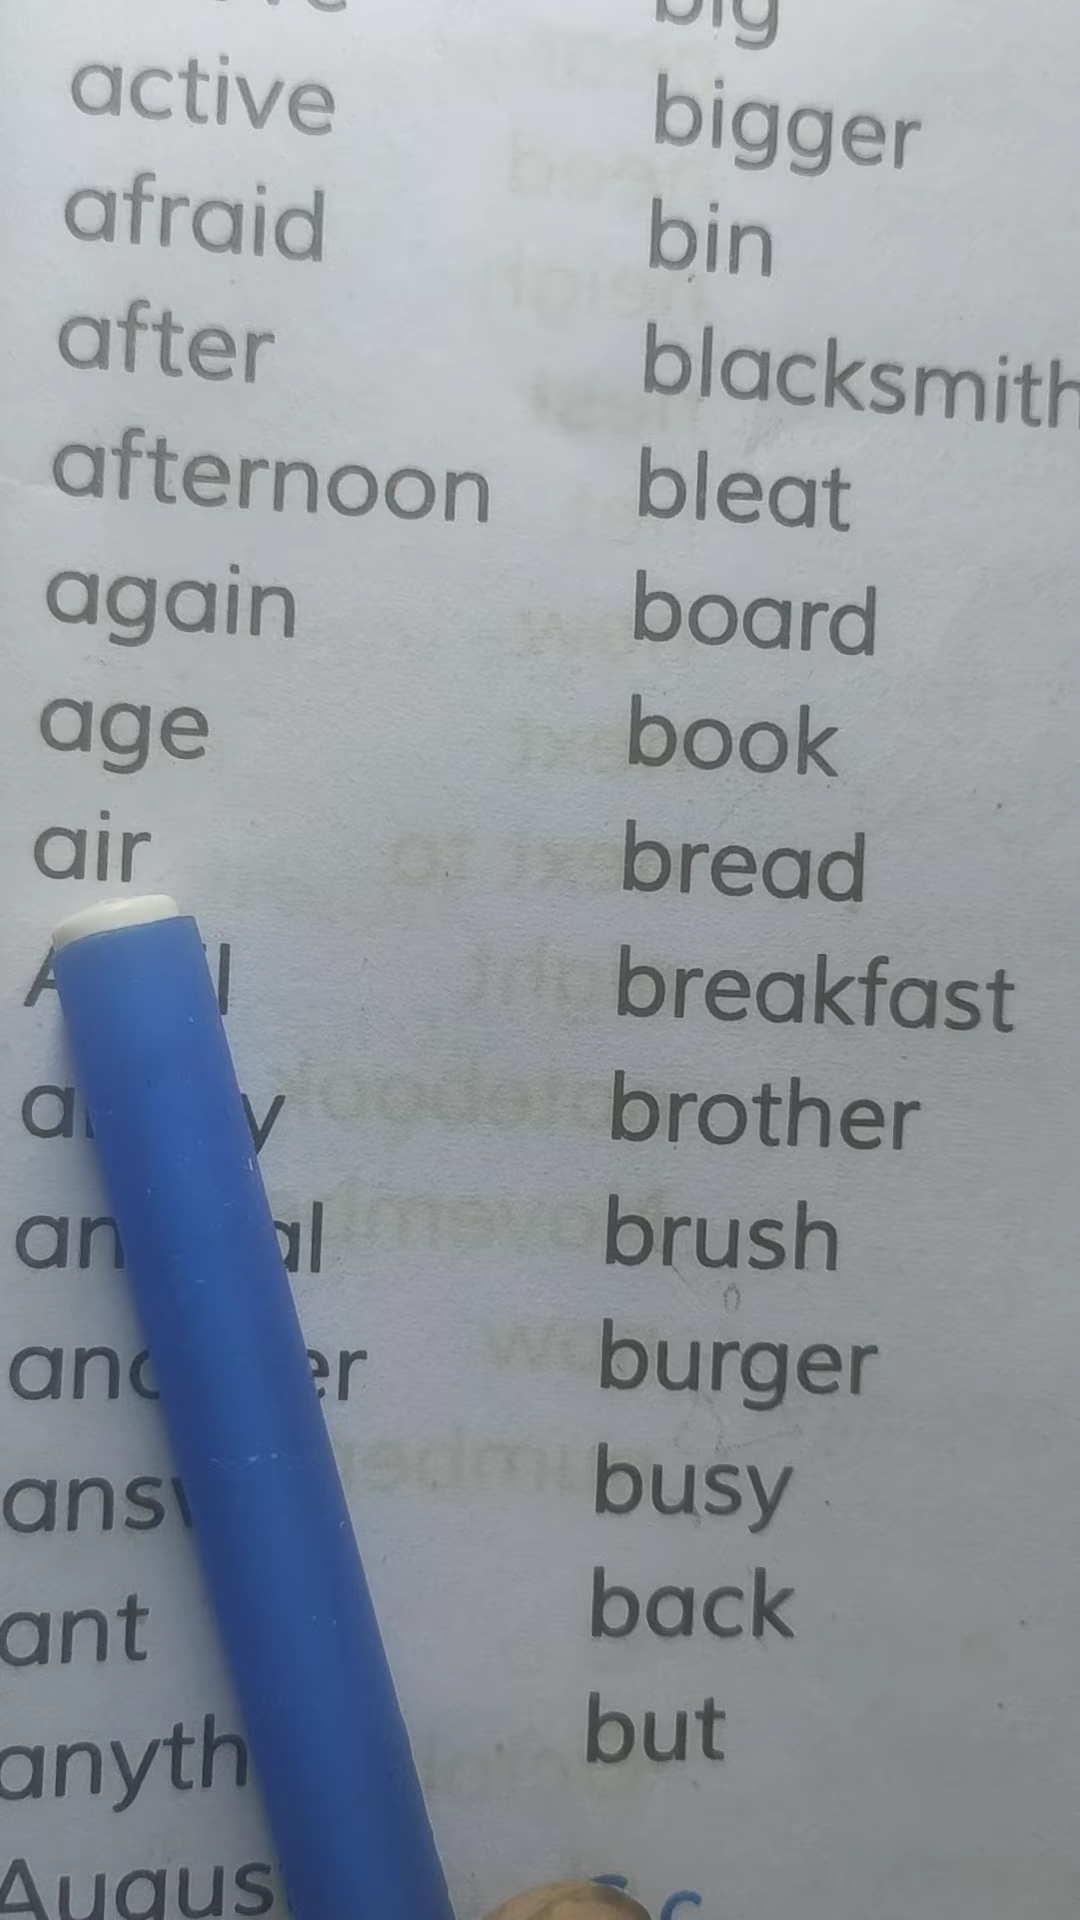 active
afraid
after
afternoon
again
age
air
ant
big
bigger
bin
blacksmith
bleat
board
book
bread
breakfast
brother
brush
burger
busy
back
but